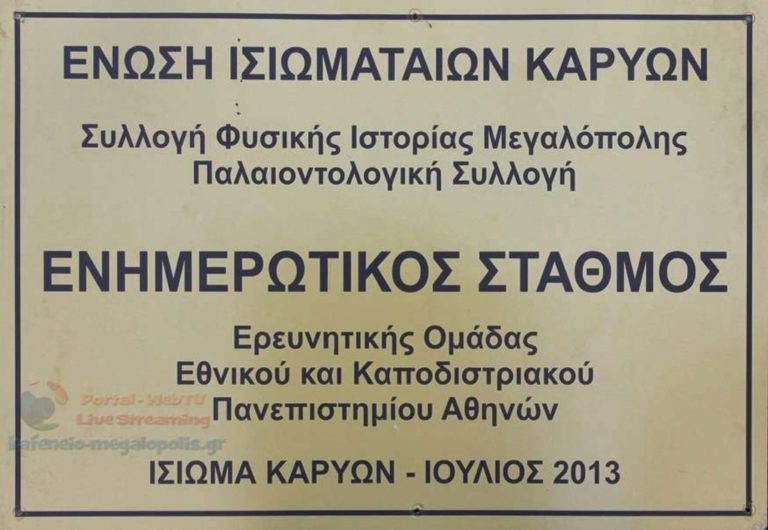 ΕΝΩΣΗ ΙΣΙΩΜΑΤΑΙΩΝ ΚΑΡΥΩΝ
Συλλογή Φυσικής Ιστορίας Μεγαλόπολης
Παλαιοντολογική Συλλογή
ΕΝΗΜΕΡΩΤΙΚΟΣ ΣΤΑΘΜΟΣ
Ερευνητικής Ομάδας
Εθνικού και Καποδιστριακού
Πανεπιστημίου Αθηνών
Portal - WebTV
Live Streaming
kafeneio-megalopolis.gr
ΙΣΙΩΜΑ ΚΑΡΥΩΝ - ΙΟΥΛΙΟΣ 2013